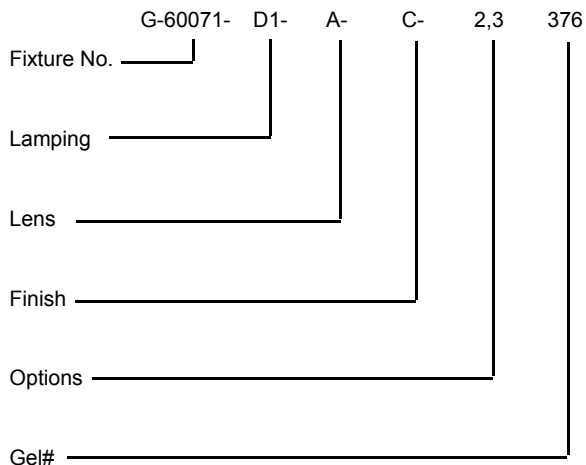 G-60071- D1- A- C- 2,3 376
Fixture No.
Lamping
Lens
Finish
Options
Gel#